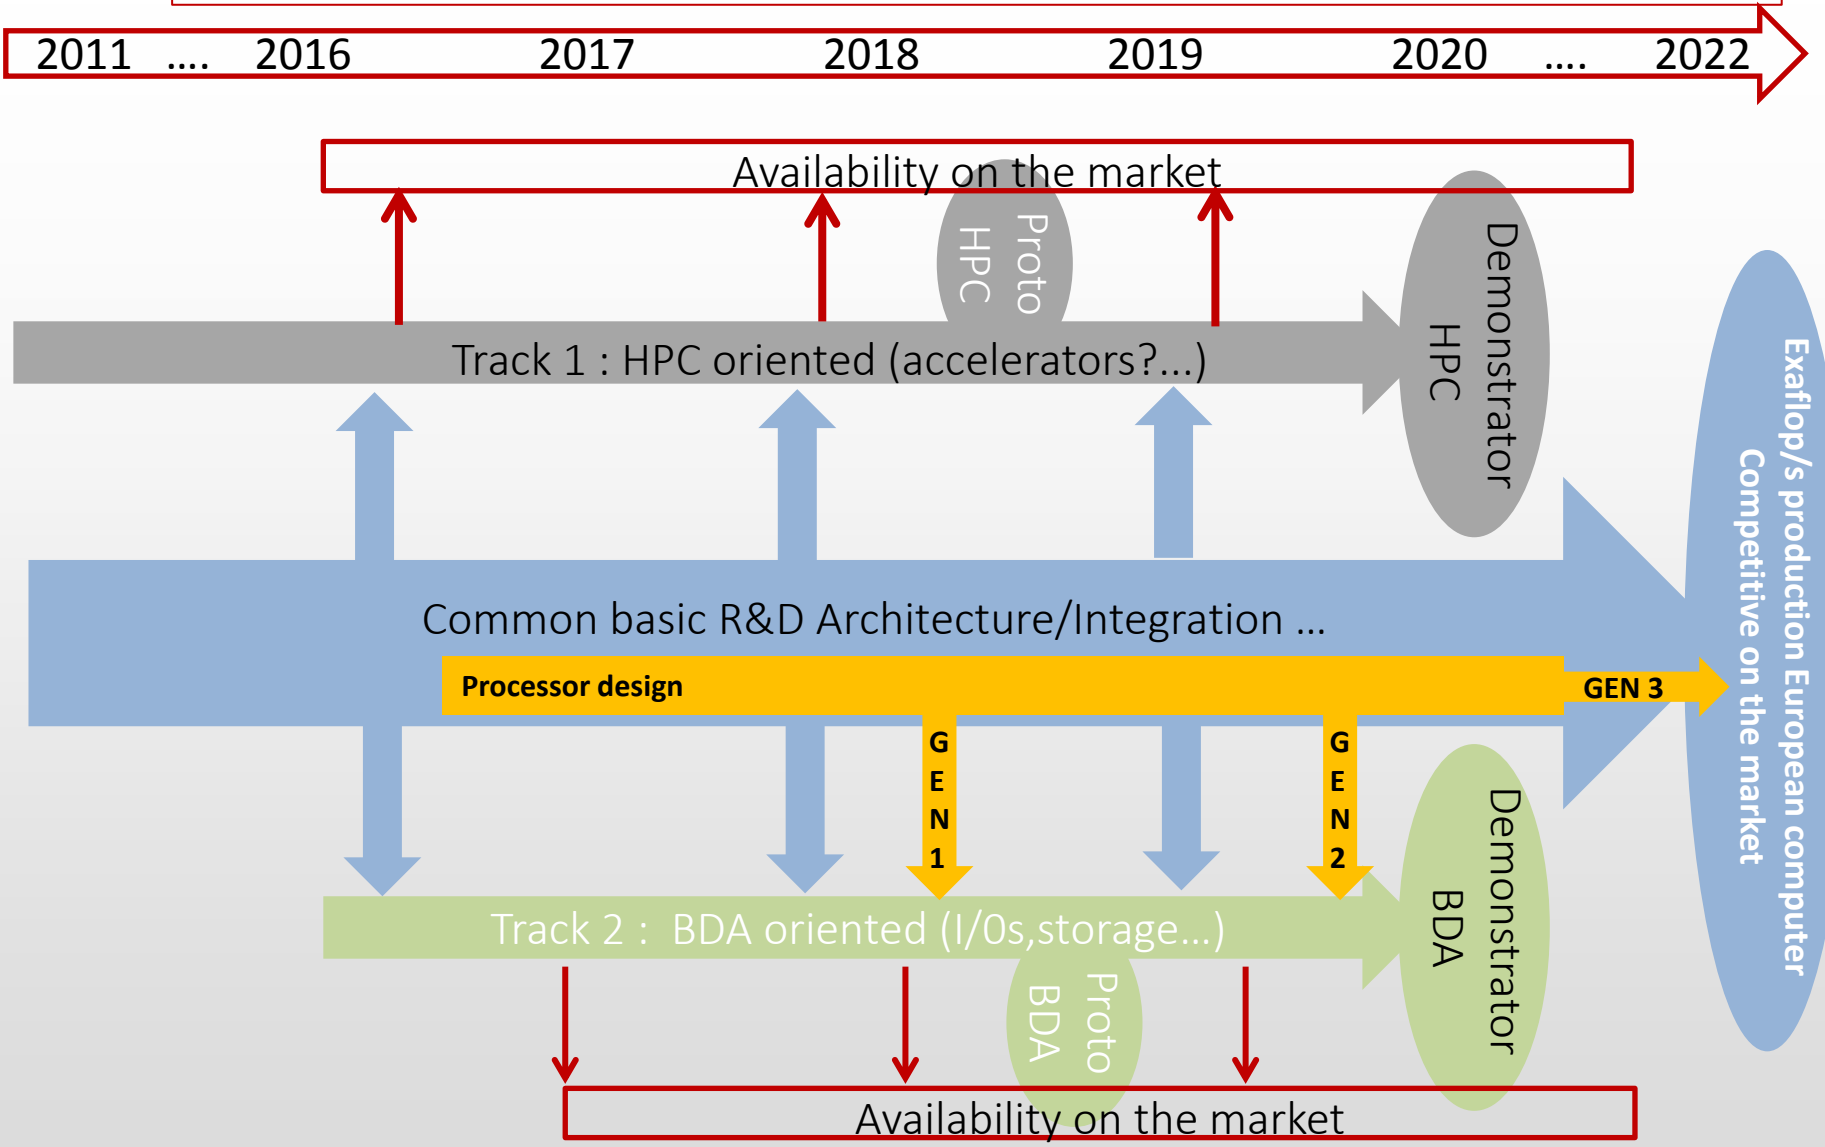 2011 .... 2016 2017 2018 2019 2020 .... 2022
Availability on the market
Proto
HPC
Demonstrator
HPC
Track 1 : HPC oriented (accelerators?...)
Exaflop/s production European computer
Competitive on the market
Common basic R&D Architecture/Integration ...
Processor design
GEN 3
GEN1
GEN2
Track 2 : BDA oriented (I/0s,storage...)
Demonstrator
BDA
Proto
BDA
Availability on the market